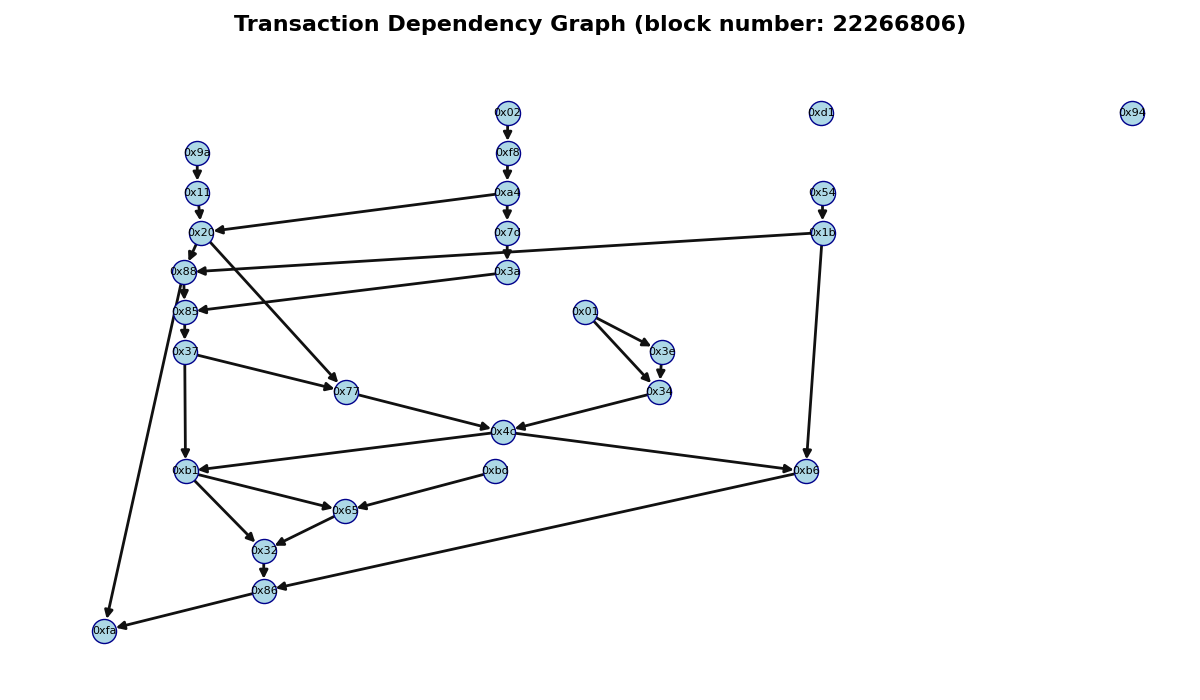 Transaction Dependency Graph (block number: 22266806)
0x02
0xd1
0x94
0x9a
0xf8
0x11
0xa4
0x54
0x20
0x7d
0x1b
0x88
0x3a
0x85
0x01
0x37
0x3e
0x77
0x34
0x4c
0xb1
0xbd
0xb6
0x65
0x32
0x86
0xfa